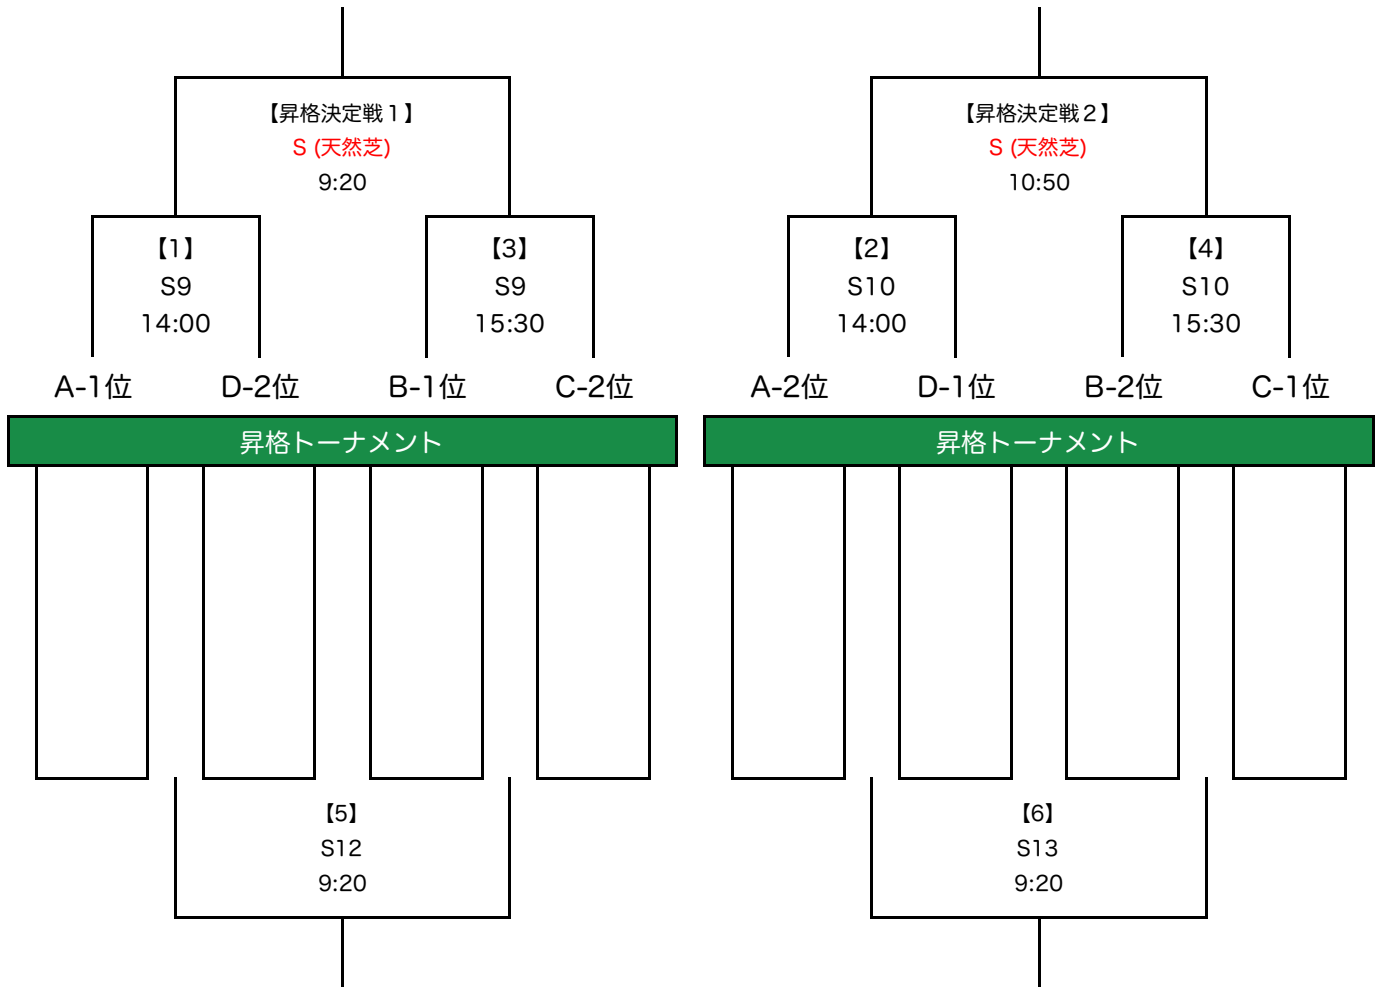 【昇格決定戦１】
S (天然芝)
9:20
【昇格決定戦２】
S (天然芝)
10:50
【1】
S9
14:00
【3】
S9
15:30
【2】
S10
14:00
【4】
S10
15:30
A-1位
D-2位
B-1位
C-2位
A-2位
D-1位
B-2位
C-1位
昇格トーナメント
昇格トーナメント
【5】
S12
9:20
【6】
S13
9:20